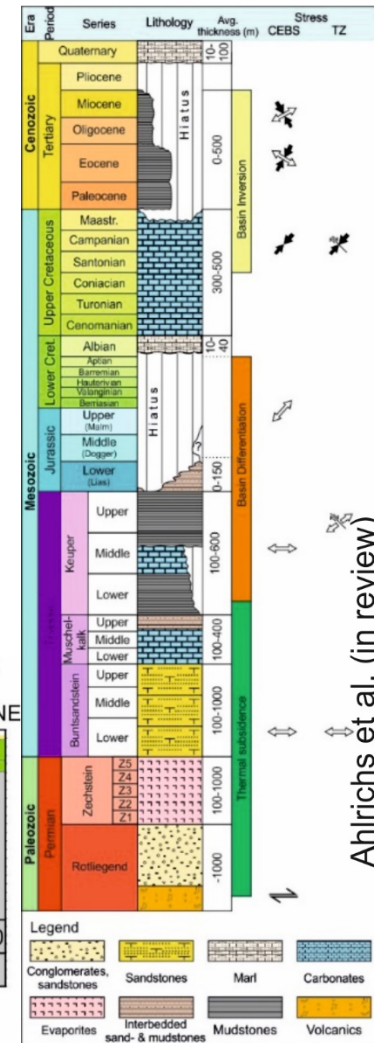 Era
Period
Series
Lithology
Avg. thickness (m)
Stress
CEBS TZ
Cenozoic
Tertiary
Quaternary
Pliocene
Miocene
Oligocene
Eocene
Paleocene
Hiatus
10-100
0-500
Basin Inversion
Mesozoic
Upper Cretaceous
Maastr.
Campanian
Santonian
Coniacian
Turonian
Cenomanian
300-500
Lower Cret.
Albian
Aptian
Barremian
Hauterivian
Valanginian
Berriasian
10-40
Hiatus
Jurassic
Upper
(Malm)
Middle
(Dogger)
Lower
(Lias)
0-150
Basin Differentiation
Keuper
Upper
Middle
Lower
100-600
Muschel-
kalk
Upper
Middle
Lower
100-400
Buntsandstein
Upper
Middle
Lower
100-1000
Thermal subsidence
Paleozoic
Permian
Zechstein
Z5
Z4
Z3
Z2
Z1
100-1000
Rotliegend
-1000
Legend
Conglomerates,
sandstones
Sandstones
Marl
Carbonates
Evaporites
Interbedded
sand- & mudstones
Mudstones
Volcanics
Ahlrichs et al. (in review)
NE